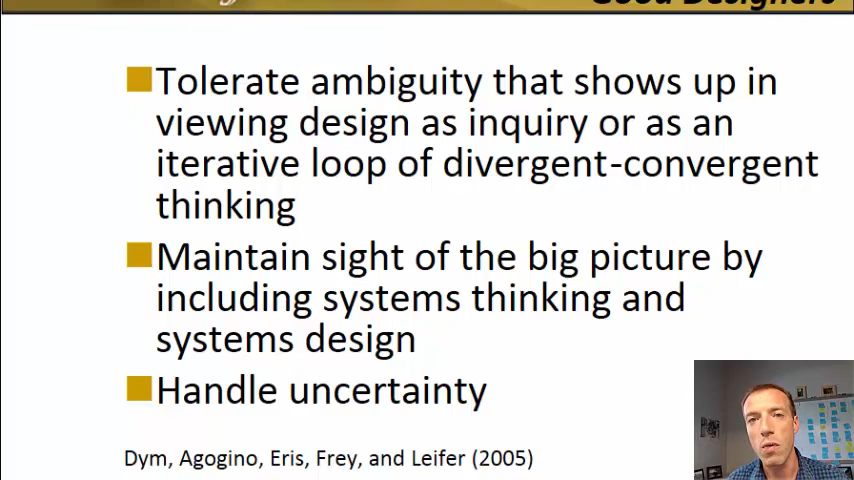 Good Designers
Tolerate ambiguity that shows up in
viewing design as inquiry or as an
iterative loop of divergent-convergent
thinking
Maintain sight of the big picture by
including systems thinking and
systems design
Handle uncertainty
Dym, Agogino, Eris, Frey, and Leifer (2005)